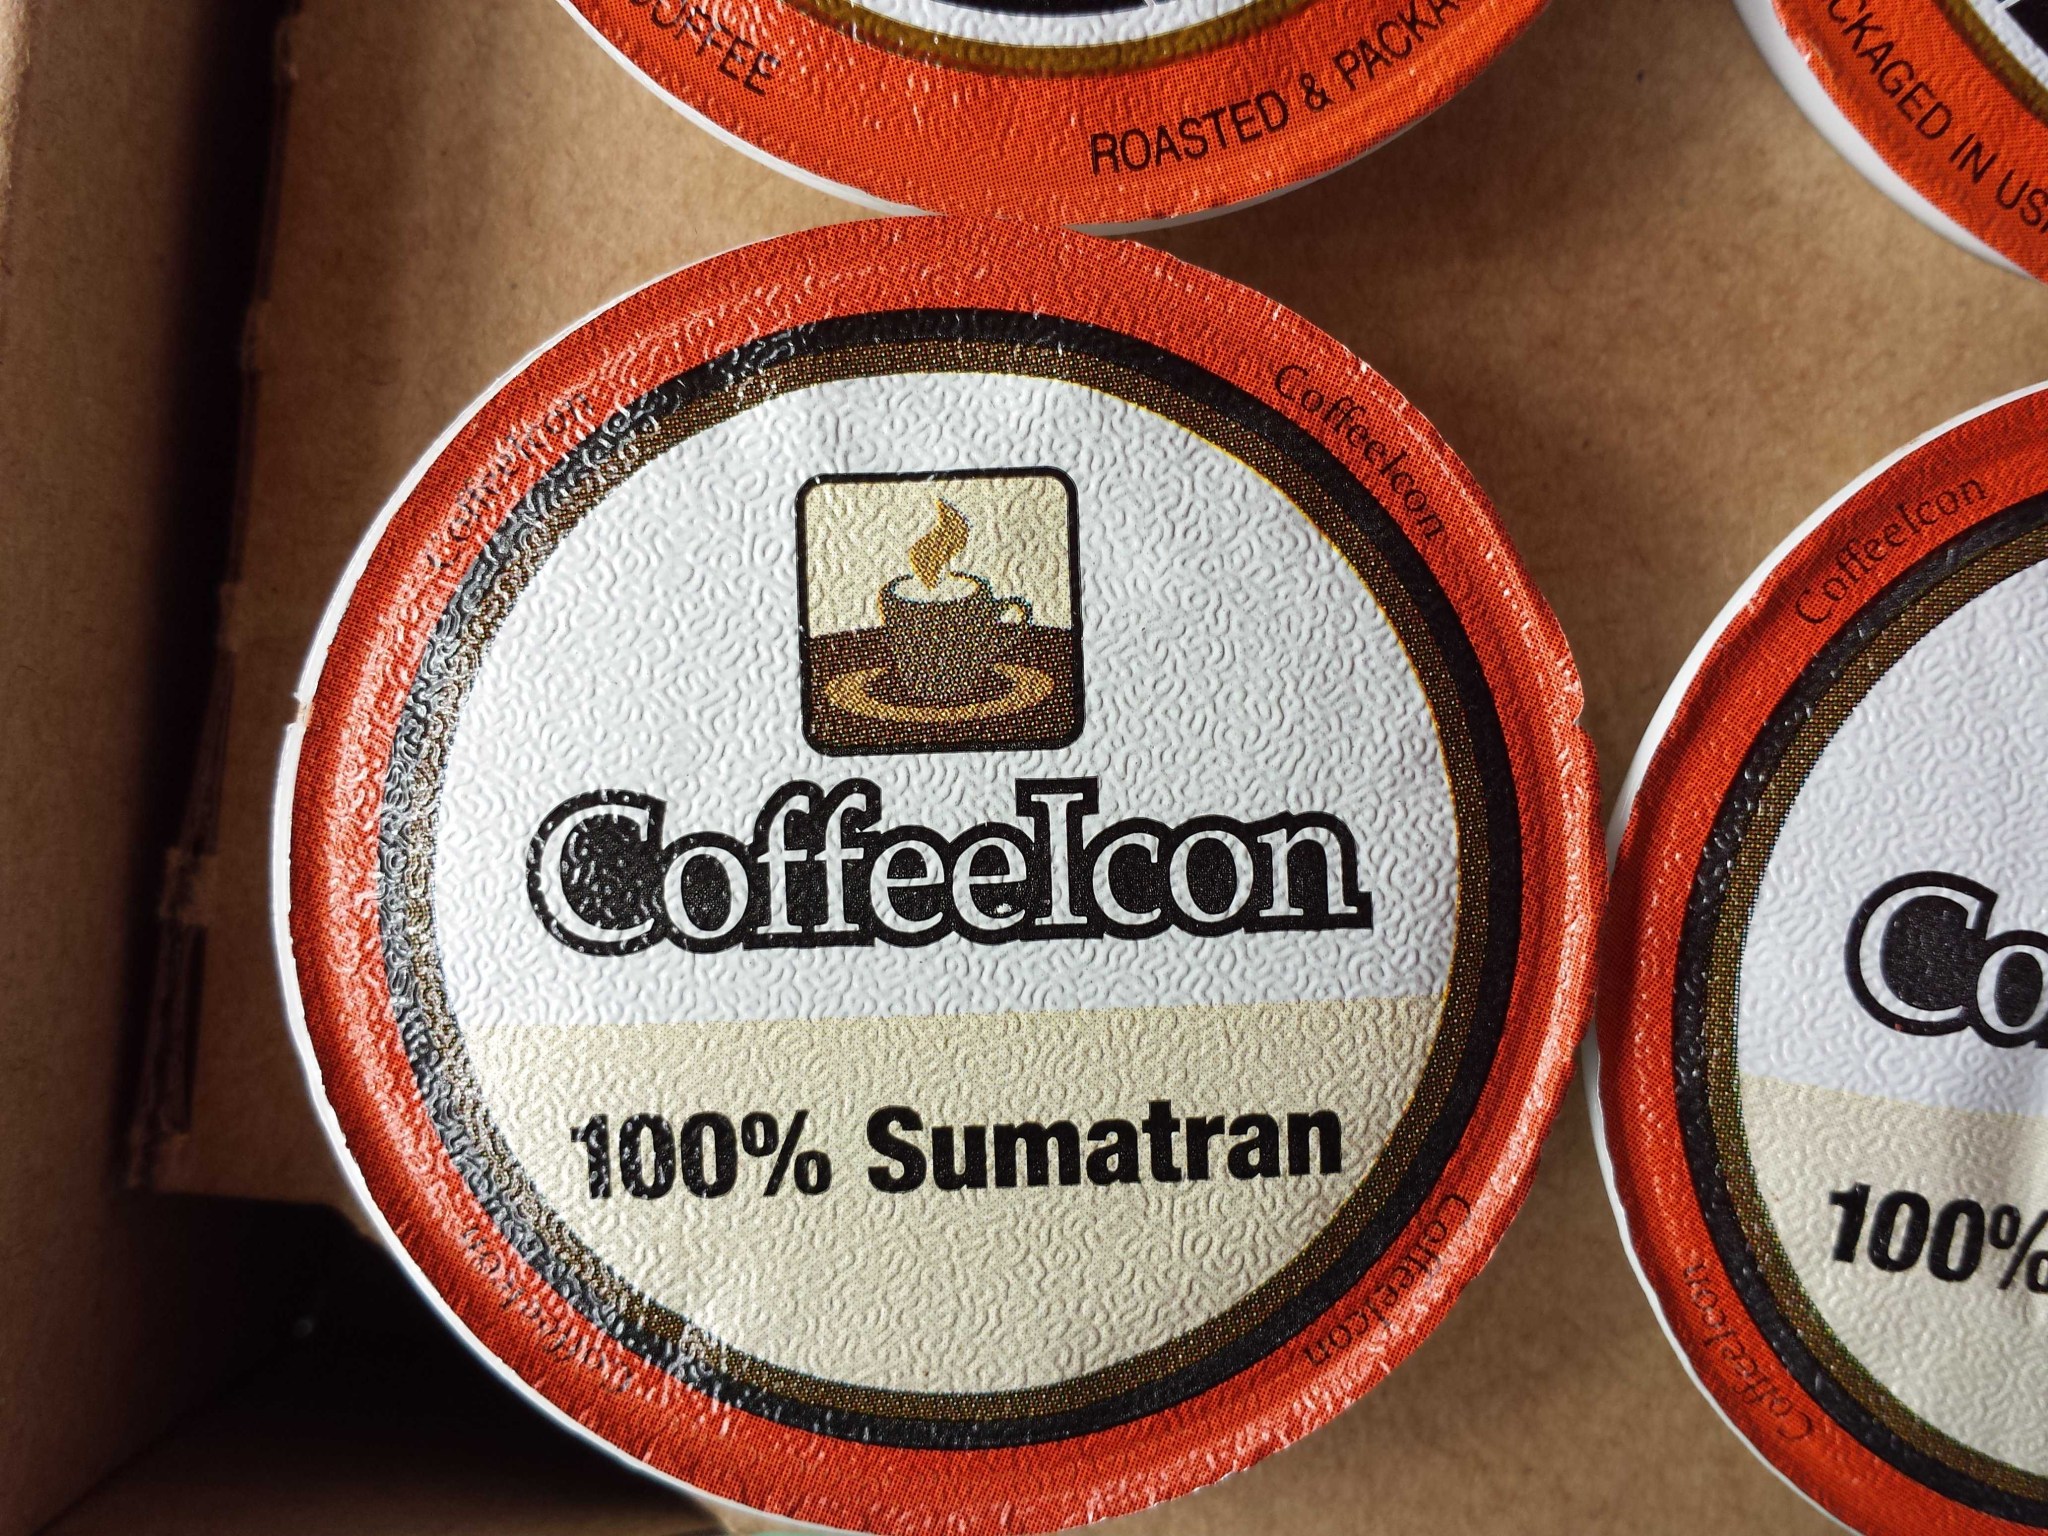 COFFEE
ROASTED & PACKA
CKAGED IN US
CoffeeIcon
CoffeeIcon
100% Sumatran
CoffeeIcon
CoffeeIcon
CoffeeIcon
Co
100%
CoffeeIcon